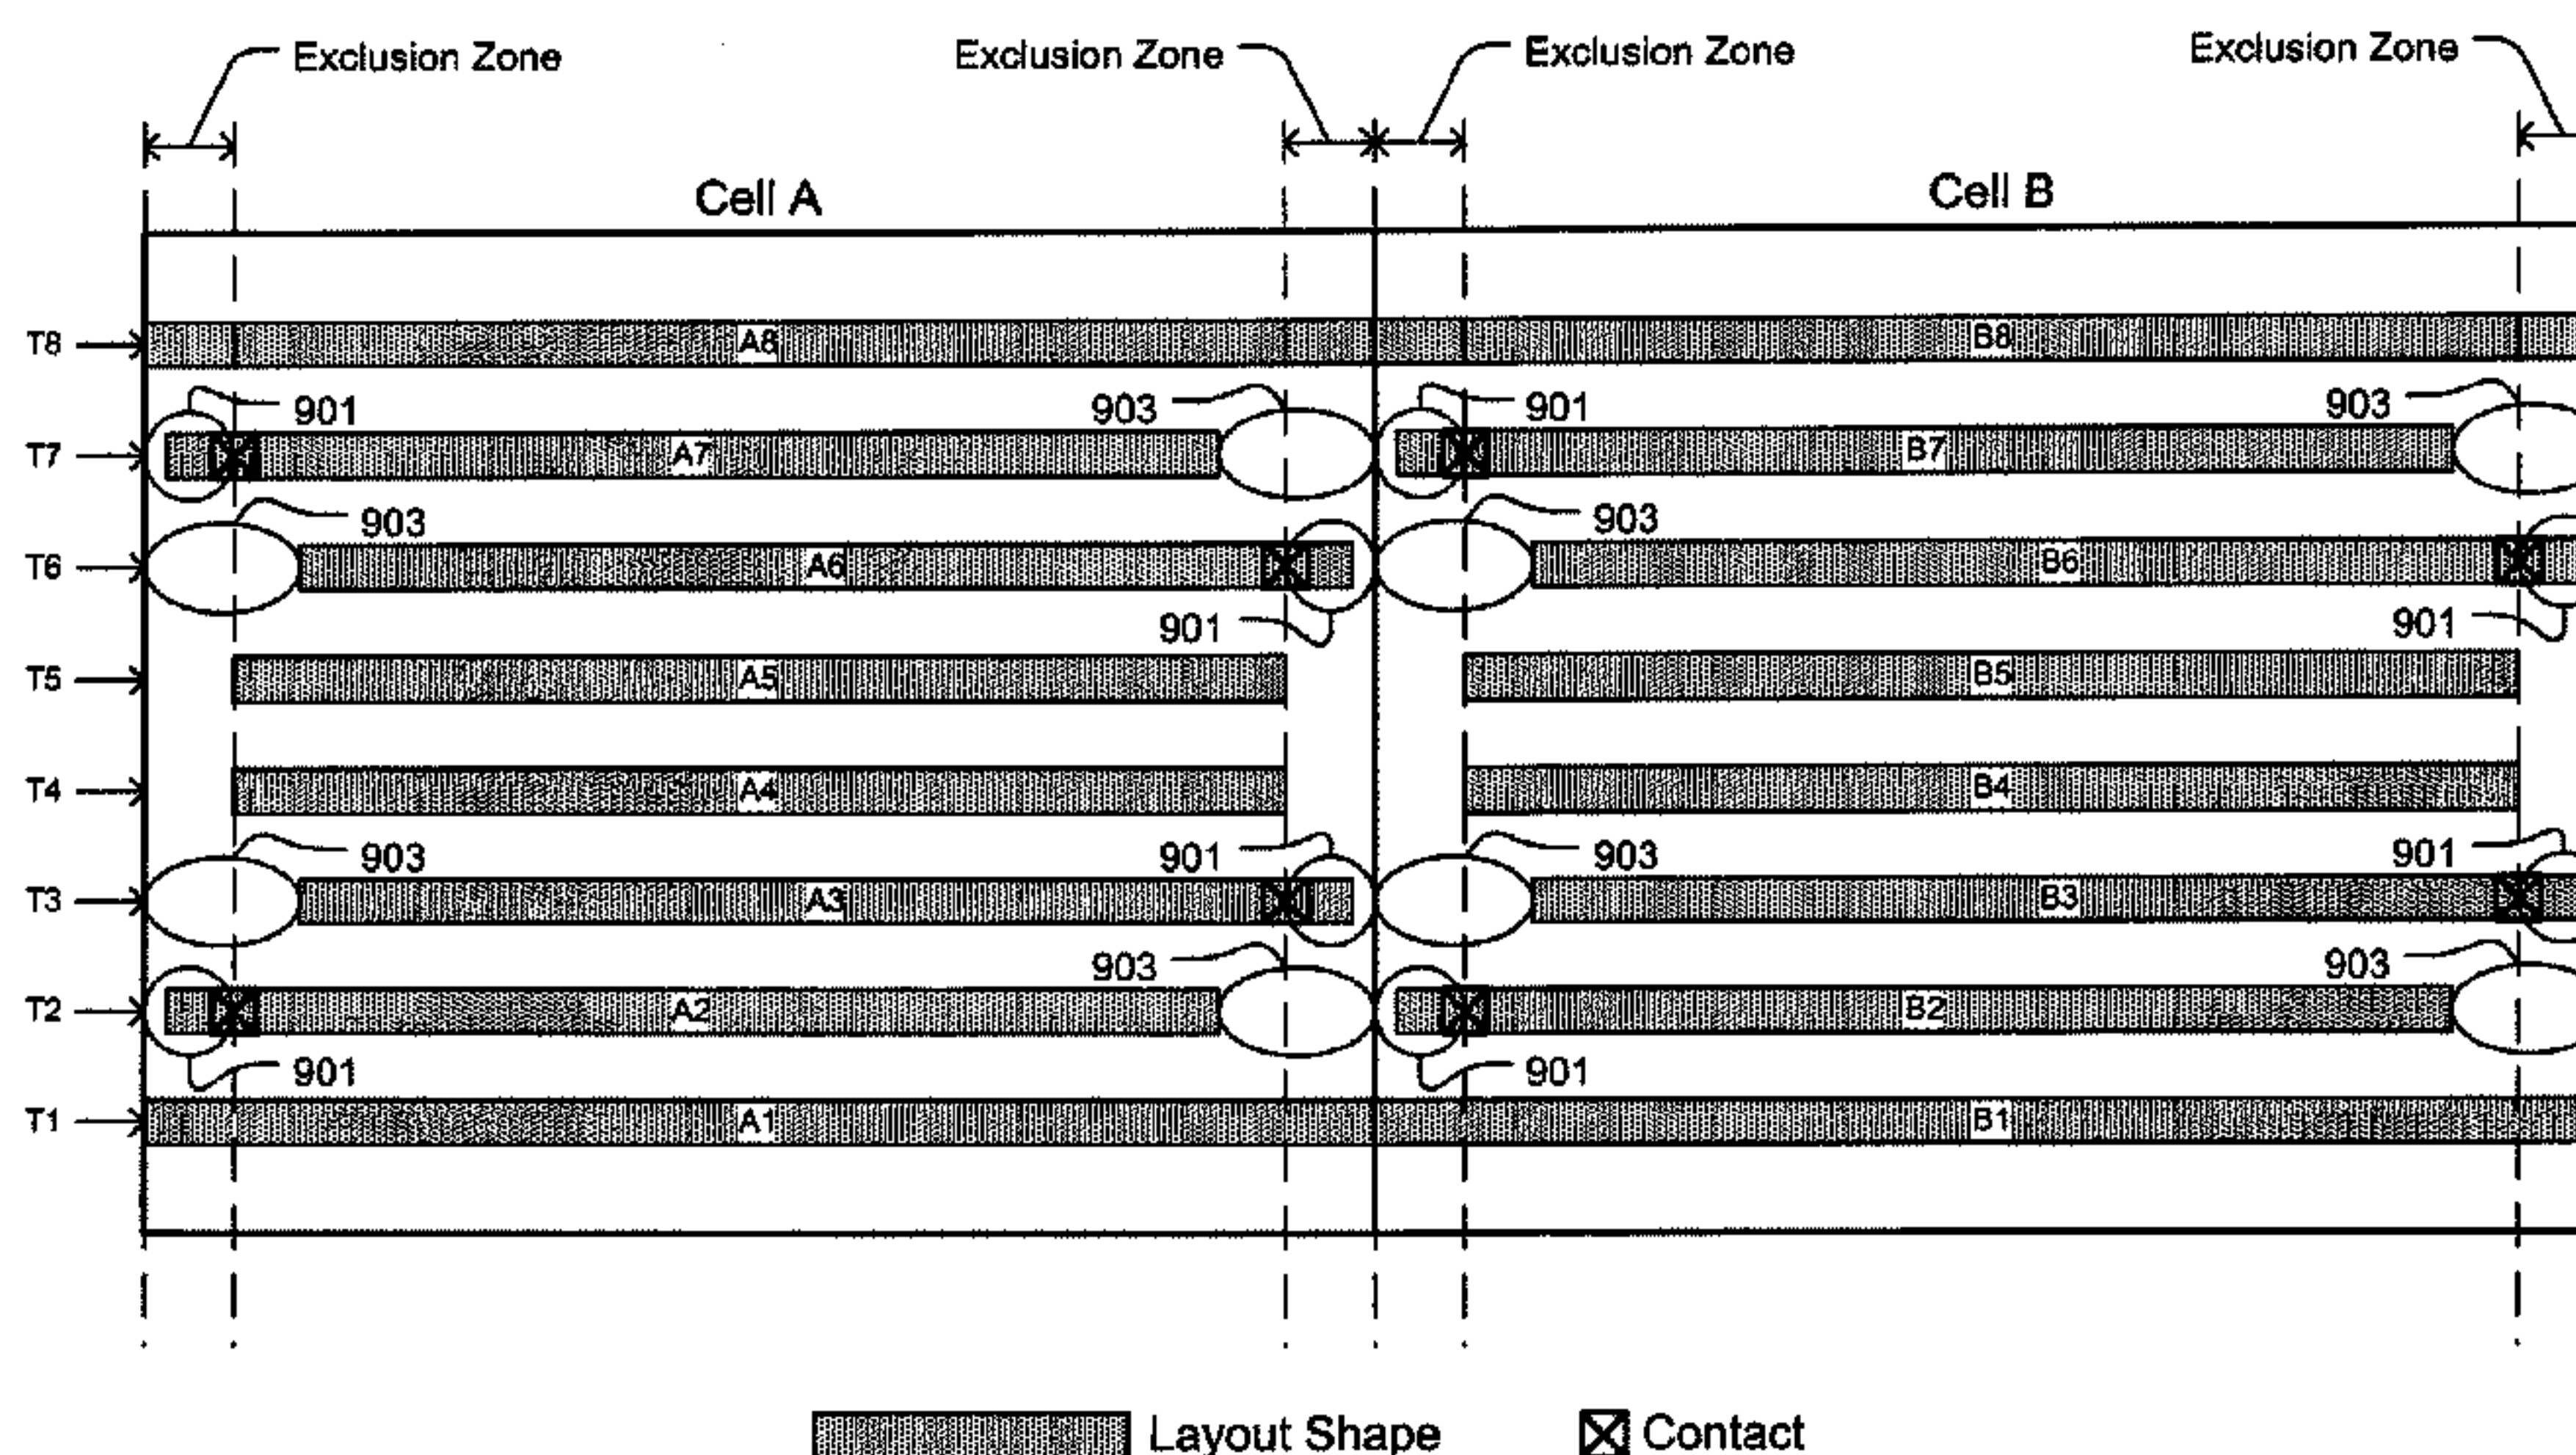 Exclusion Zone Exclusion Zone Exclusion Zone Exclusion Zone
Cell A Cell B
T8 A8 B8
901 903 901 903
T7 A7 B7
903 903
T6 A6 B6
901 901
T5 A5 B5
T4 A4 B4
903 901 903 901
T3 A3 B3
903 903
T2 A2 B2
901 901
T1 A1 B1
Layout Shape Contact